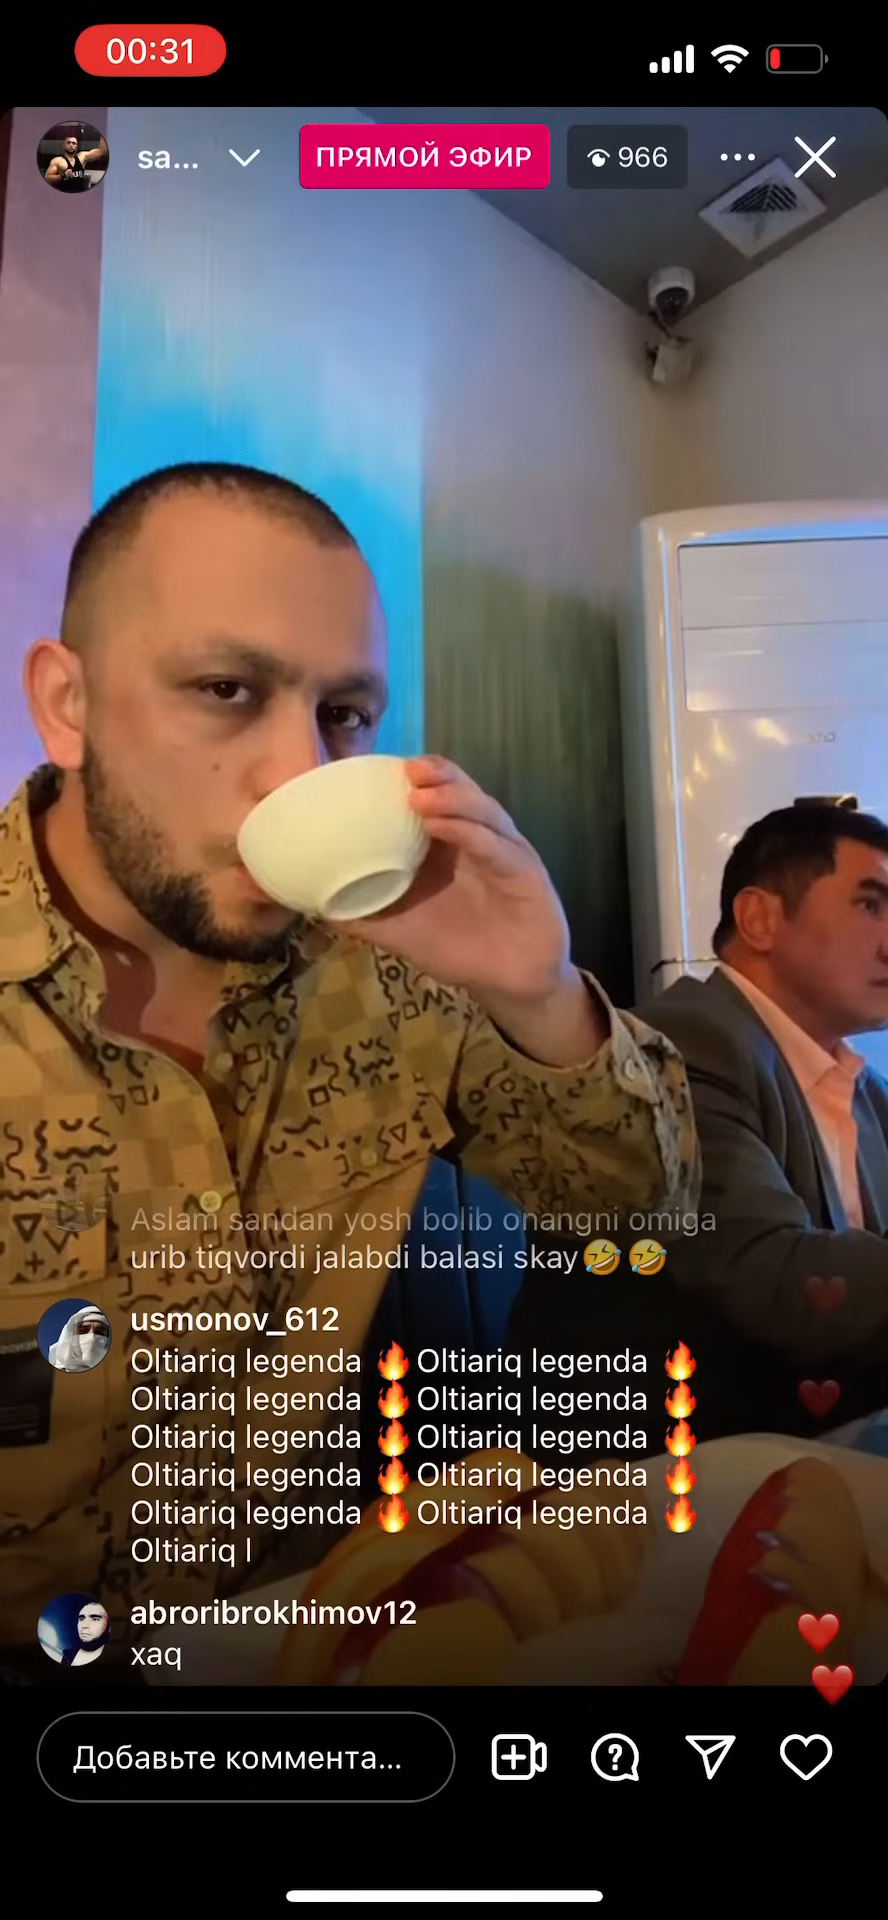 00:31
sa...
ПРЯМОЙ ЭФИР
966
Aslam sandan yosh bolib onangni omiga
urib tiqvordi jalabdi balasi skay🤣🤣
usmonov_612
Oltiariq legenda 🔥Oltiariq legenda 🔥
Oltiariq legenda 🔥Oltiariq legenda 🔥
Oltiariq legenda 🔥Oltiariq legenda 🔥
Oltiariq legenda 🔥Oltiariq legenda 🔥
Oltiariq legenda 🔥Oltiariq legenda 🔥
Oltiariq l
abroribrokhimov12
xaq
Добавьте коммента...